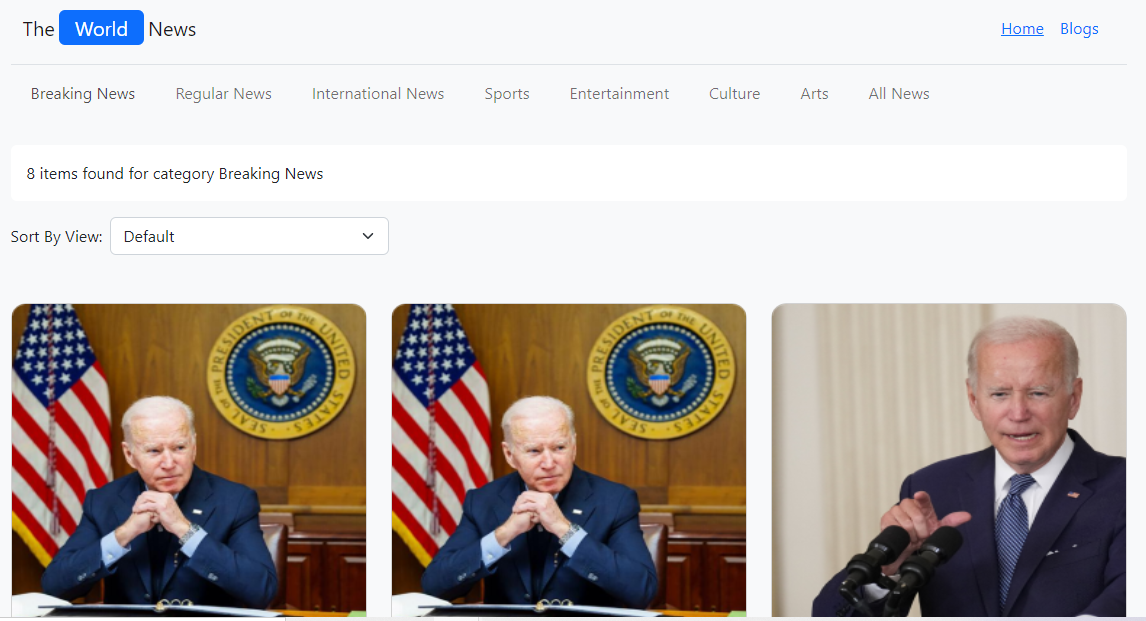 The World News
Home Blogs
Breaking News Regular News International News Sports Entertainment Culture Arts All News
8 items found for category Breaking News
Sort By View: Default
SEAL OF THE PRESIDENT OF THE UNITED STATES
SEAL OF THE PRESIDENT OF THE UNITED STATES